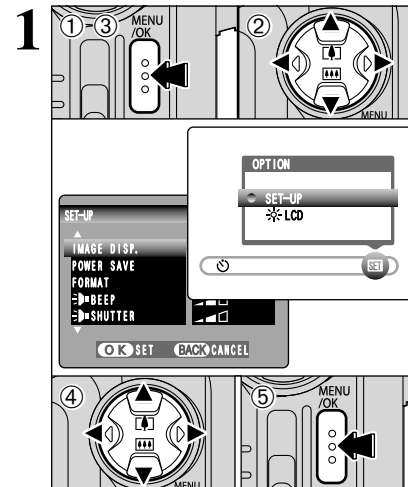 1
①-③
MENU
/OK
②
MENU
OPTION
SET-UP
LCD
SET
SET-UP
IMAGE DISP.
POWER SAVE
FORMAT
BEEP
SHUTTER
OK SET BACK CANCEL
④
MENU
⑤
MENU
/OK